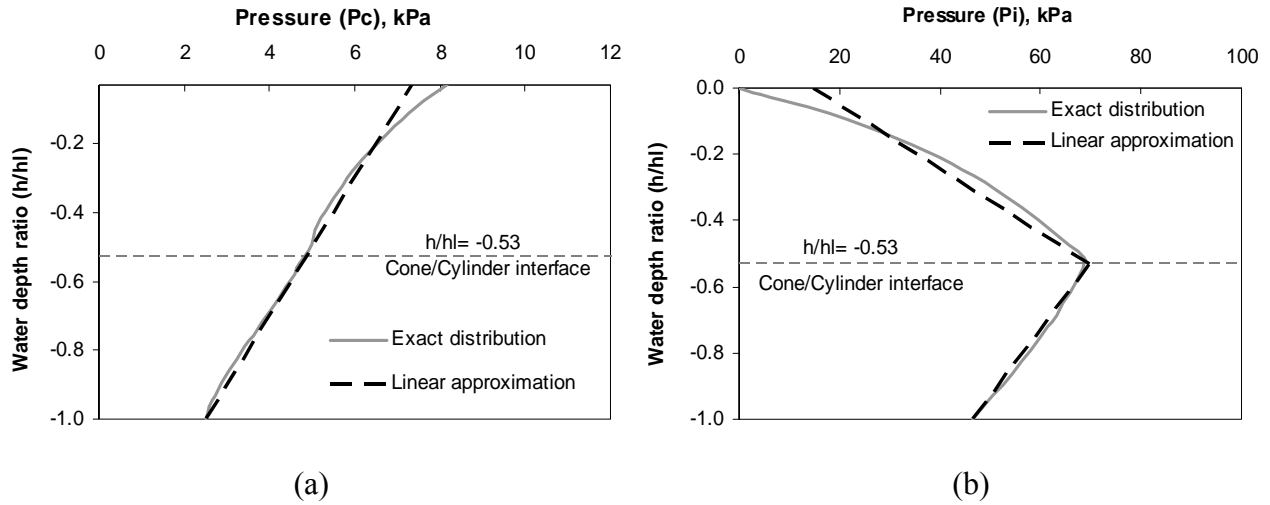 Pressure (Pc), kPa
0 2 4 6 8 10 12
Water depth ratio (h/hl)
-0.2
-0.4
-0.6
-0.8
-1.0
h/hl= -0.53
Cone/Cylinder interface
Exact distribution
Linear approximation
(a)
Pressure (Pi), kPa
0 20 40 60 80 100
Water depth ratio (h/hl)
0.0
-0.2
-0.4
-0.6
-0.8
-1.0
Exact distribution
Linear approximation
h/hl= -0.53
Cone/Cylinder interface
(b)